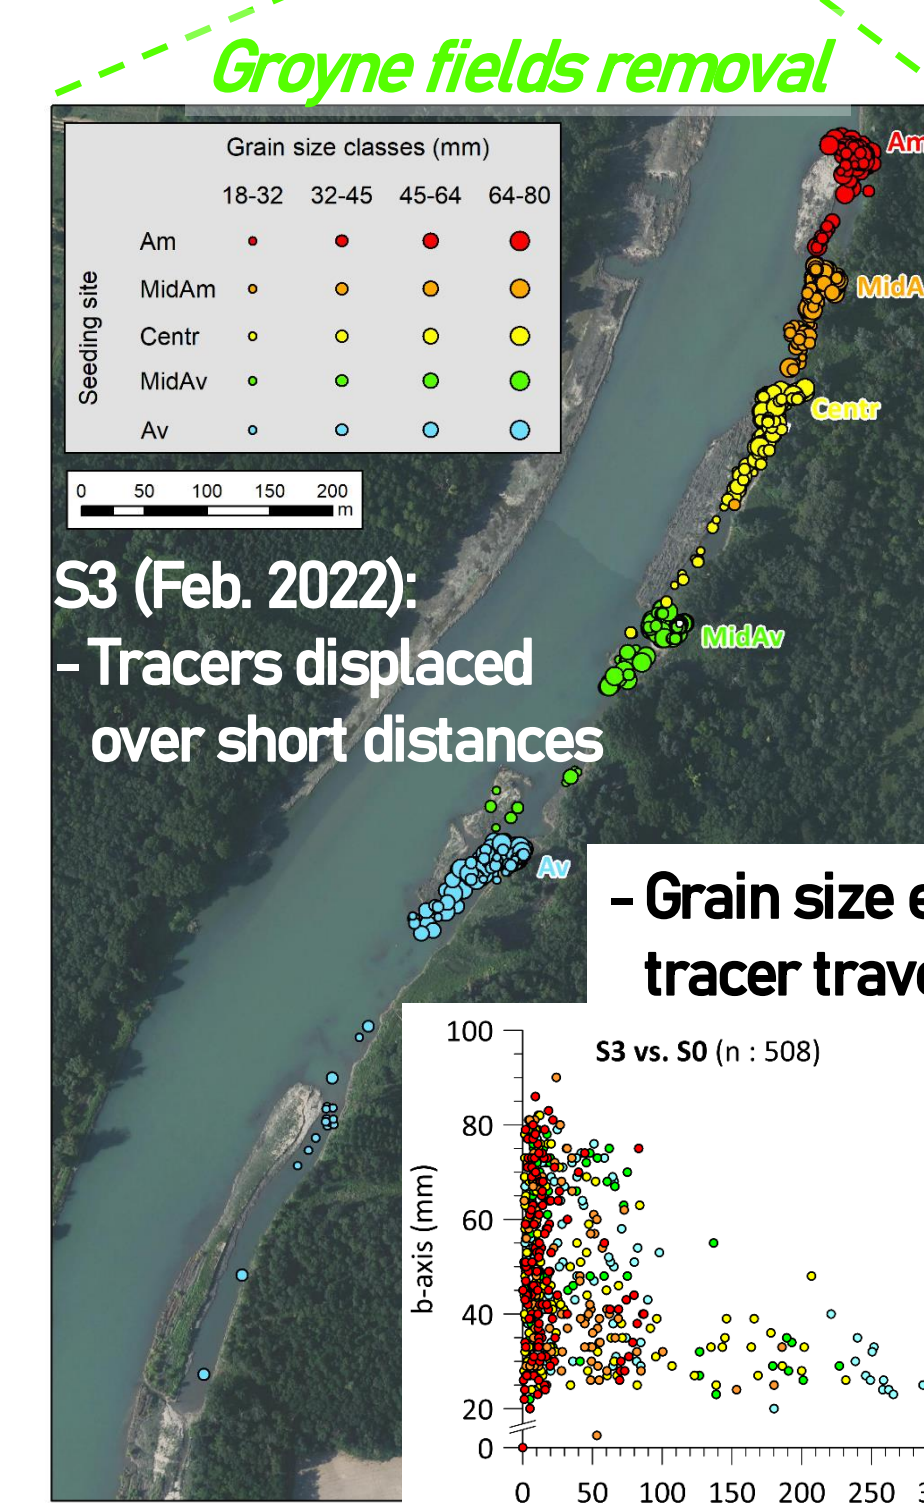 Groyne fields removal
Grain size classes (mm)
18-32 32-45 45-64 64-80
Seeding site
Am
MidAm
Centr
MidAv
Av
0 50 100 150 200
m
Am
MidA
Centr
MidAv
Av
S3 (Feb. 2022):
- Tracers displaced
over short distances
- Grain size e
tracer trave
S3 vs. S0 (n : 508)
b-axis (mm)
100
80
60
40
20
0
0 50 100 150 200 250